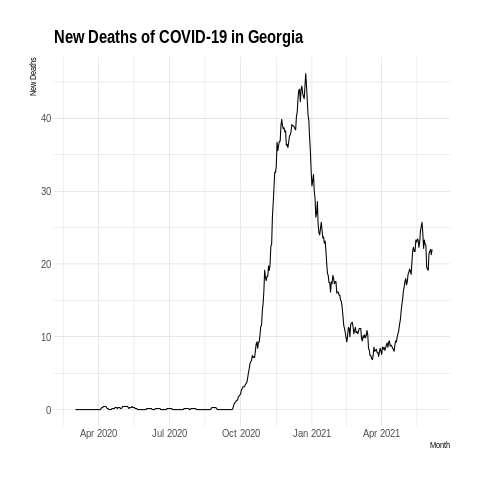 New Deaths of COVID-19 in Georgia
New Deaths
40
30
20
10
0
Apr 2020 Jul 2020 Oct 2020 Jan 2021 Apr 2021
Month